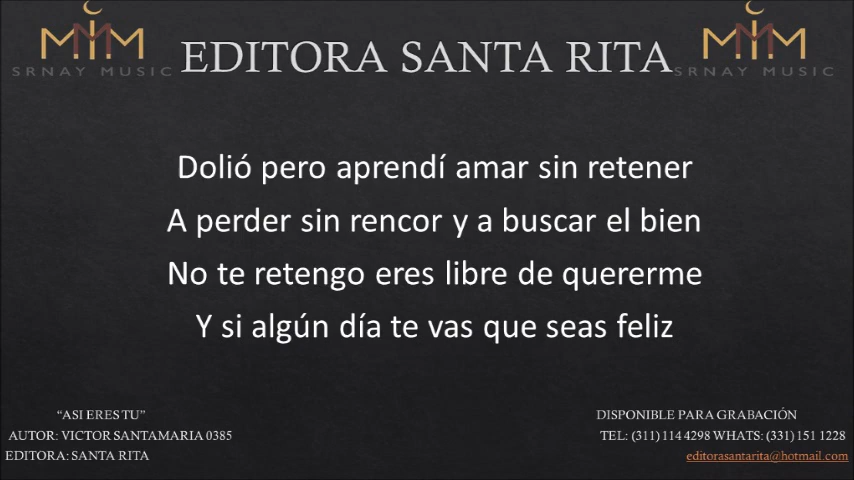 MIM
SRNAY MUSIC
EDITORA SANTA RITA
MIM
SRNAY MUSIC
Dolió pero aprendí amar sin retener
A perder sin rencor y a buscar el bien
No te retengo eres libre de quererme
Y si algún día te vas que seas feliz
“ASI ERES TU”
AUTOR: VICTOR SANTAMARIA 0385
EDITORA: SANTA RITA
DISPONIBLE PARA GRABACIÓN
TEL: (311) 114 4298 WHATS: (331) 151 1228
editorasantarita@hotmail.com